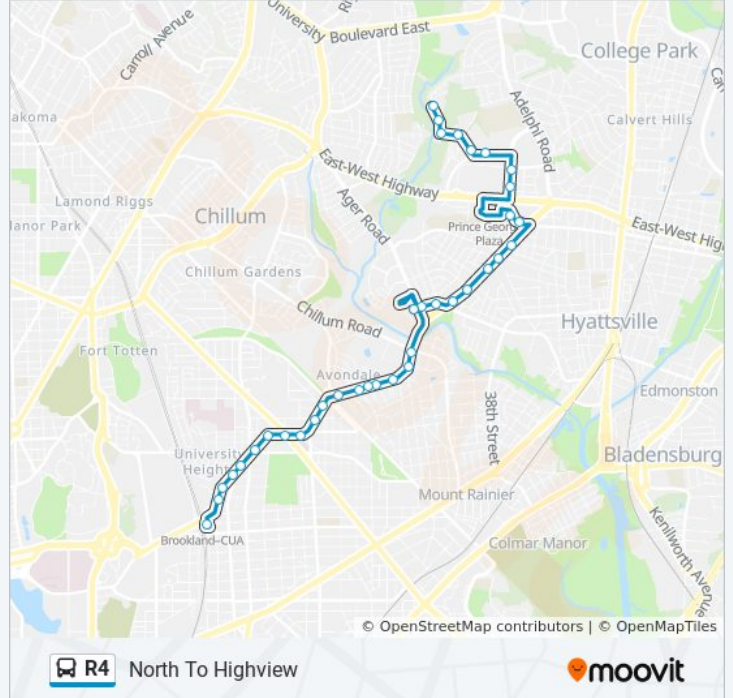 University
Boulevard East
Carroll Avenue
College Park
akoma
Adelphi Road
Calvert Hills
East-West Highway
Lamond Riggs
Ager Road
Chillum
lanor Park
Prince Georg
Plaza
East-West Hig
Chillum Gardens
Chillum Road
Hyattsville
Fort Totten
Avondale
38th Street
Edmonston
University
Heights
Bladensburg
Mount Rainier
Kenilworth Avenue
Brookland–CUA
Colmar Manor
© OpenStreetMap contributors | © OpenMapTiles
R4 North To Highview
moovit